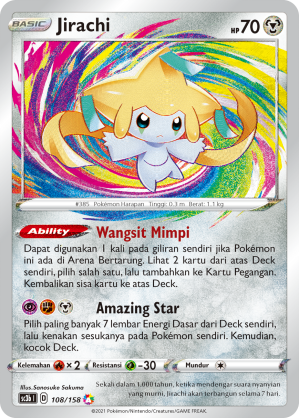 BASIC
Jirachi
HP 70
#385 Pokémon Harapan Tinggi: 0.3 m Berat: 1.1 kg
Ability Wangsit Mimpi
Dapat digunakan 1 kali pada giliran sendiri jika Pokémon
ini ada di Arena Bertarung. Lihat 2 kartu dari atas Deck
sendiri, pilih salah satu, lalu tambahkan ke Kartu Pegangan.
Kembalikan sisa kartu ke atas Deck.
Amazing Star
Pilih paling banyak 7 lembar Energi Dasar dari Deck sendiri,
lalu kenakan sesukanya pada Pokémon sendiri. Kemudian,
kocok Deck.
Kelemahan ×2 Resistansi -30 Mundur
Illus. Sanosuke Sakuma
sc3b I D 108/158
Sekali dalam 1.000 tahun, ketika mendengar suara nyanyian
yang murni, Jirachi akan terbangun selama 7 hari.
©2021 Pokémon/Nintendo/Creatures/GAME FREAK